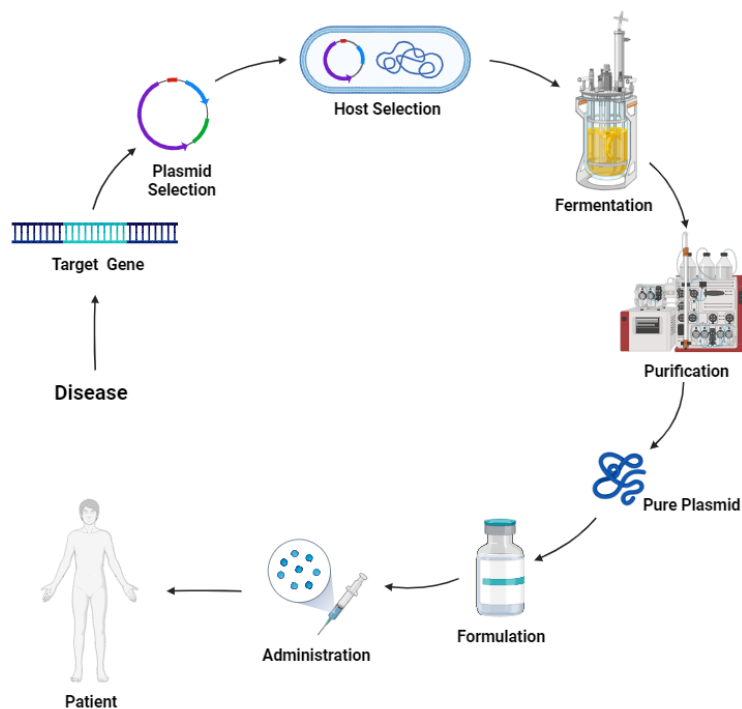 Disease
Target Gene
Plasmid
Selection
Host Selection
Fermentation
Purification
Pure Plasmid
Formulation
Administration
Patient